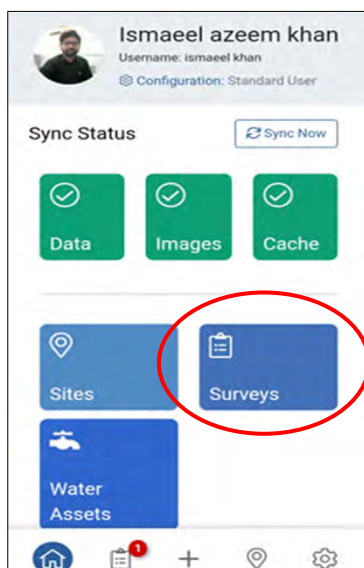 Ismaeel azeem khan
Username: ismaeel khan
Configuration: Standard User
Sync Status
Sync Now
Data
Images
Cache
Sites
Surveys
Water
Assets
1